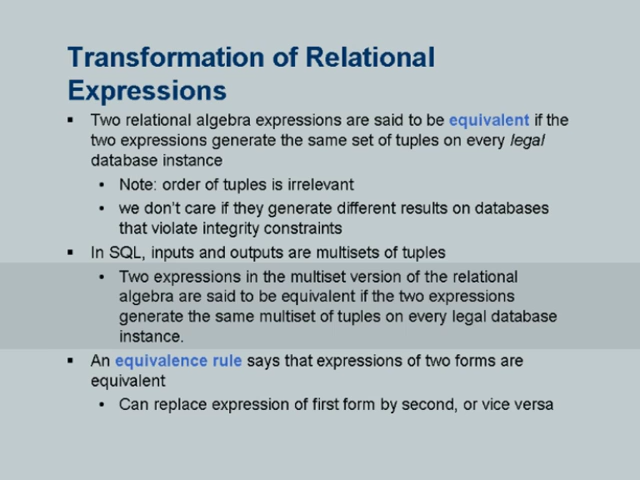 Transformation of Relational
Expressions
▪ Two relational algebra expressions are said to be equivalent if the
two expressions generate the same set of tuples on every legal
database instance
• Note: order of tuples is irrelevant
• we don't care if they generate different results on databases
that violate integrity constraints
▪ In SQL, inputs and outputs are multisets of tuples
• Two expressions in the multiset version of the relational
algebra are said to be equivalent if the two expressions
generate the same multiset of tuples on every legal database
instance.
▪ An equivalence rule says that expressions of two forms are
equivalent
• Can replace expression of first form by second, or vice versa